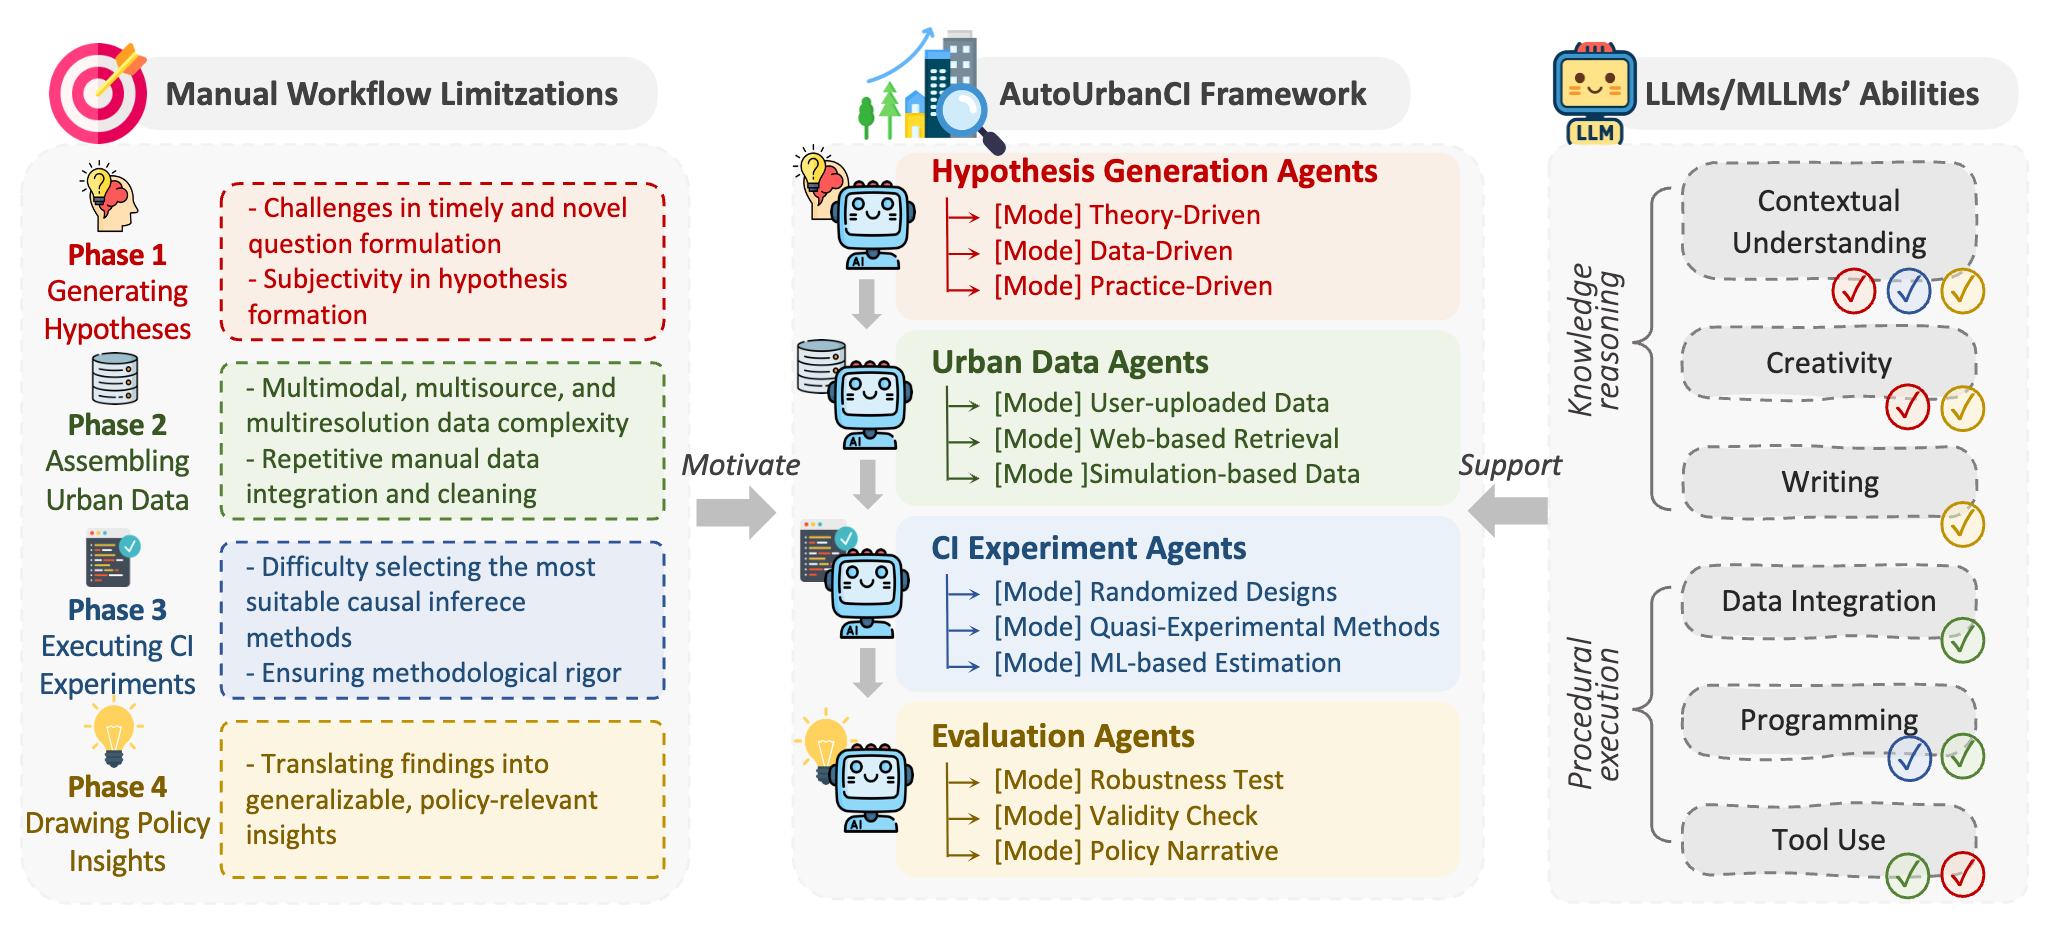 Manual Workflow Limitzations
Phase 1
Generating
Hypotheses
- Challenges in timely and novel
question formulation
- Subjectivity in hypothesis
formation
Phase 2
Assembling
Urban Data
- Multimodal, multisource, and
multiresolution data complexity
- Repetitive manual data
integration and cleaning
Phase 3
Executing CI
Experiments
- Difficulty selecting the most
suitable causal inferece
methods
- Ensuring methodological rigor
Phase 4
Drawing Policy
Insights
- Translating findings into
generalizable, policy-relevant
insights
Motivate
AutoUrbanCI Framework
AI
Hypothesis Generation Agents
[Mode] Theory-Driven
[Mode] Data-Driven
[Mode] Practice-Driven
AI
Urban Data Agents
[Mode] User-uploaded Data
[Mode] Web-based Retrieval
[Mode ]Simulation-based Data
AI
CI Experiment Agents
[Mode] Randomized Designs
[Mode] Quasi-Experimental Methods
[Mode] ML-based Estimation
AI
Evaluation Agents
[Mode] Robustness Test
[Mode] Validity Check
[Mode] Policy Narrative
Support
LLM
LLMs/MLLMs’ Abilities
Knowledge
reasoning
Contextual
Understanding
Creativity
Writing
Procedural
execution
Data Integration
Programming
Tool Use